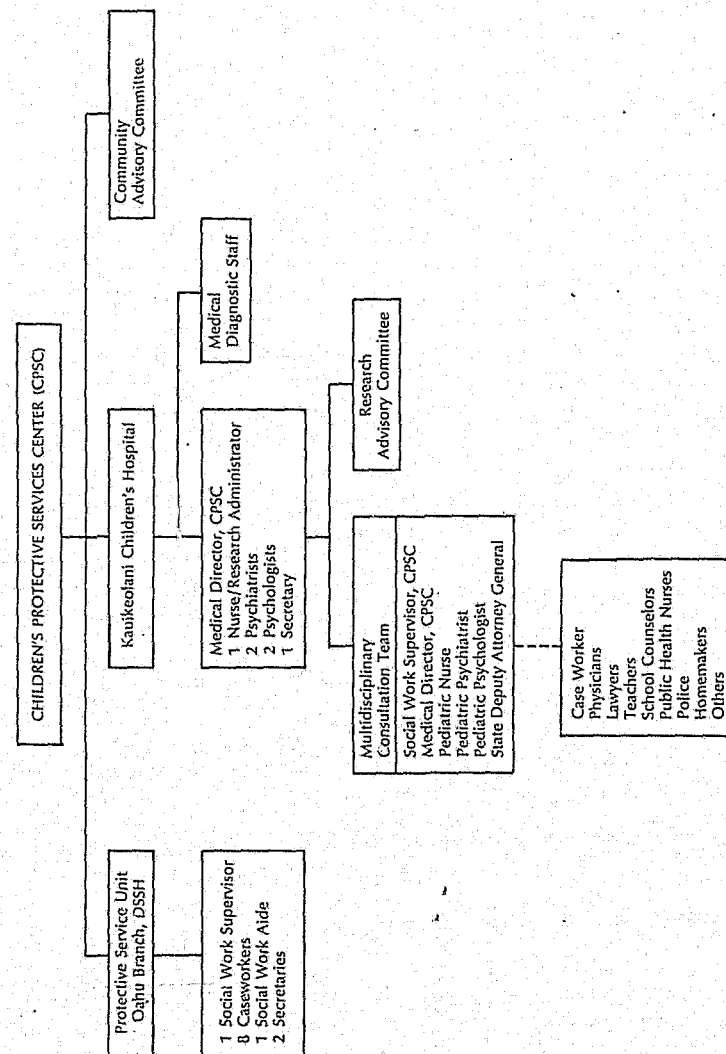 CHILDREN'S PROTECTIVE SERVICES CENTER (CPSC)
Protective Service Unit
Oahu Branch, DSSH
Kauikeolani Children's Hospital
Community
Advisory Committee
1 Social Work Supervisor
8 Caseworkers
1 Social Work Aide
2 Secretaries
Medical Director, CPSC
1 Nurse/Research Administrator
2 Psychiatrists
2 Psychologists
1 Secretary
Medical
Diagnostic Staff
Multidisciplinary
Consultation Team
Social Work Supervisor, CPSC
Medical Director, CPSC
Pediatric Nurse
Pediatric Psychiatrist
Pediatric Psychologist
State Deputy Attorney General
Research
Advisory Committee
Case Worker
Physicians
Lawyers
Teachers
School Counselors
Public Health Nurses
Police
Homemakers
Others